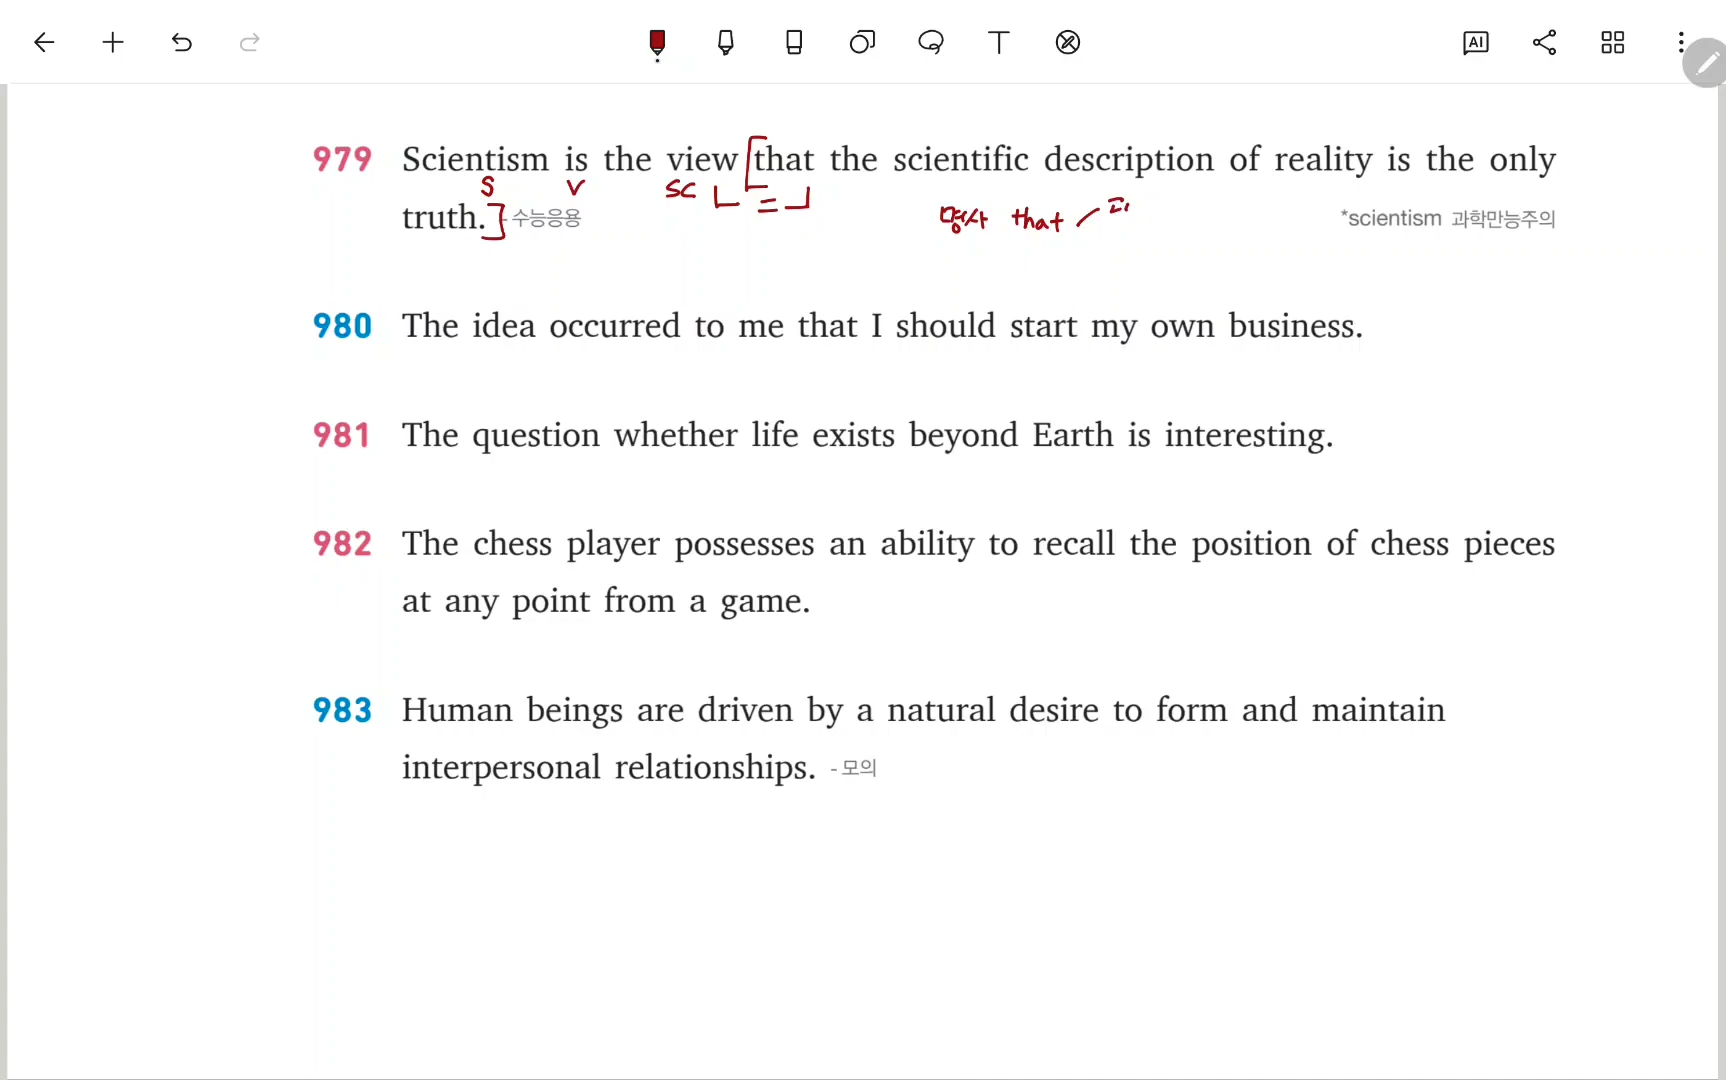 AI
979 Scientism is the view [that the scientific description of reality is the only
S V SC =
truth.] - 수능응용 명사 that *scientism 과학만능주의
980 The idea occurred to me that I should start my own business.
981 The question whether life exists beyond Earth is interesting.
982 The chess player possesses an ability to recall the position of chess pieces
at any point from a game.
983 Human beings are driven by a natural desire to form and maintain
interpersonal relationships. - 모의